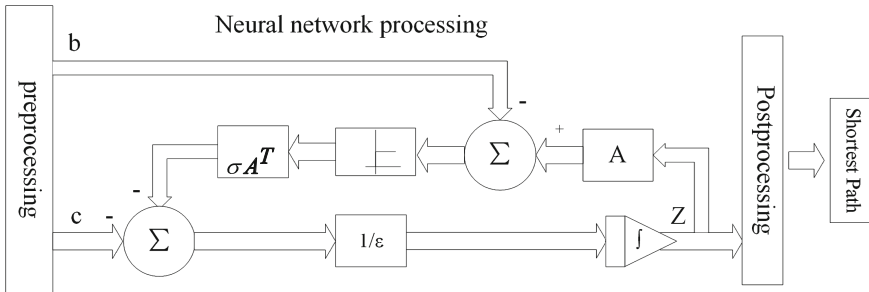 Neural network processing
preprocessing
b
-
σA^T
Σ
+
A
Postprocessing
Shortest Path
-
c
-
Σ
1/ε
∫
Z